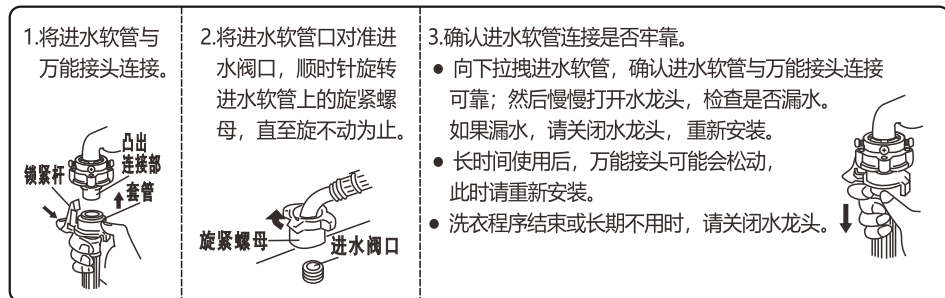 1.将进水软管与
万能接头连接。
凸出
连接部
锁紧杆
套管
2.将进水软管口对准进
水阀口，顺时针旋转
进水软管上的旋紧螺
母，直至旋不动为止。
旋紧螺母
进水阀口
3.确认进水软管连接是否牢靠。
● 向下拉拽进水软管，确认进水软管与万能接头连接
可靠；然后慢慢打开水龙头，检查是否漏水。
如果漏水，请关闭水龙头，重新安装。
● 长时间使用后，万能接头可能会松动，
此时请重新安装。
● 洗衣程序结束或长期不用时，请关闭水龙头。